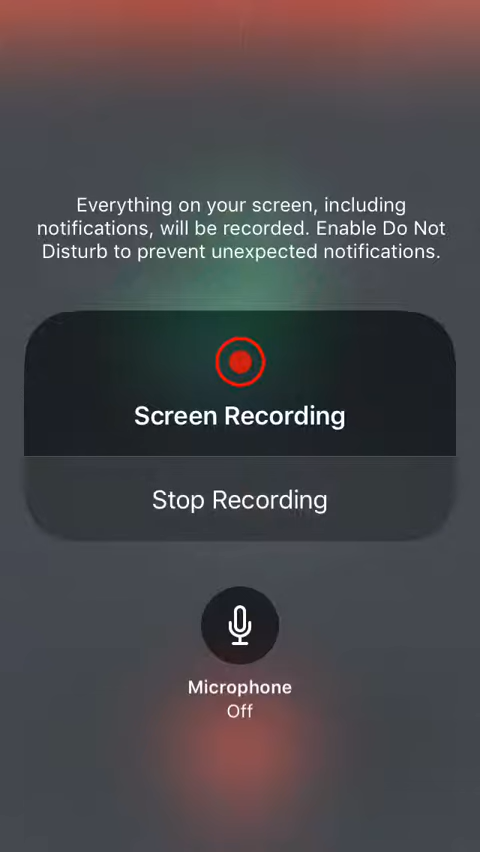 Everything on your screen, including
notifications, will be recorded. Enable Do Not
Disturb to prevent unexpected notifications.
Screen Recording
Stop Recording
Microphone
Off